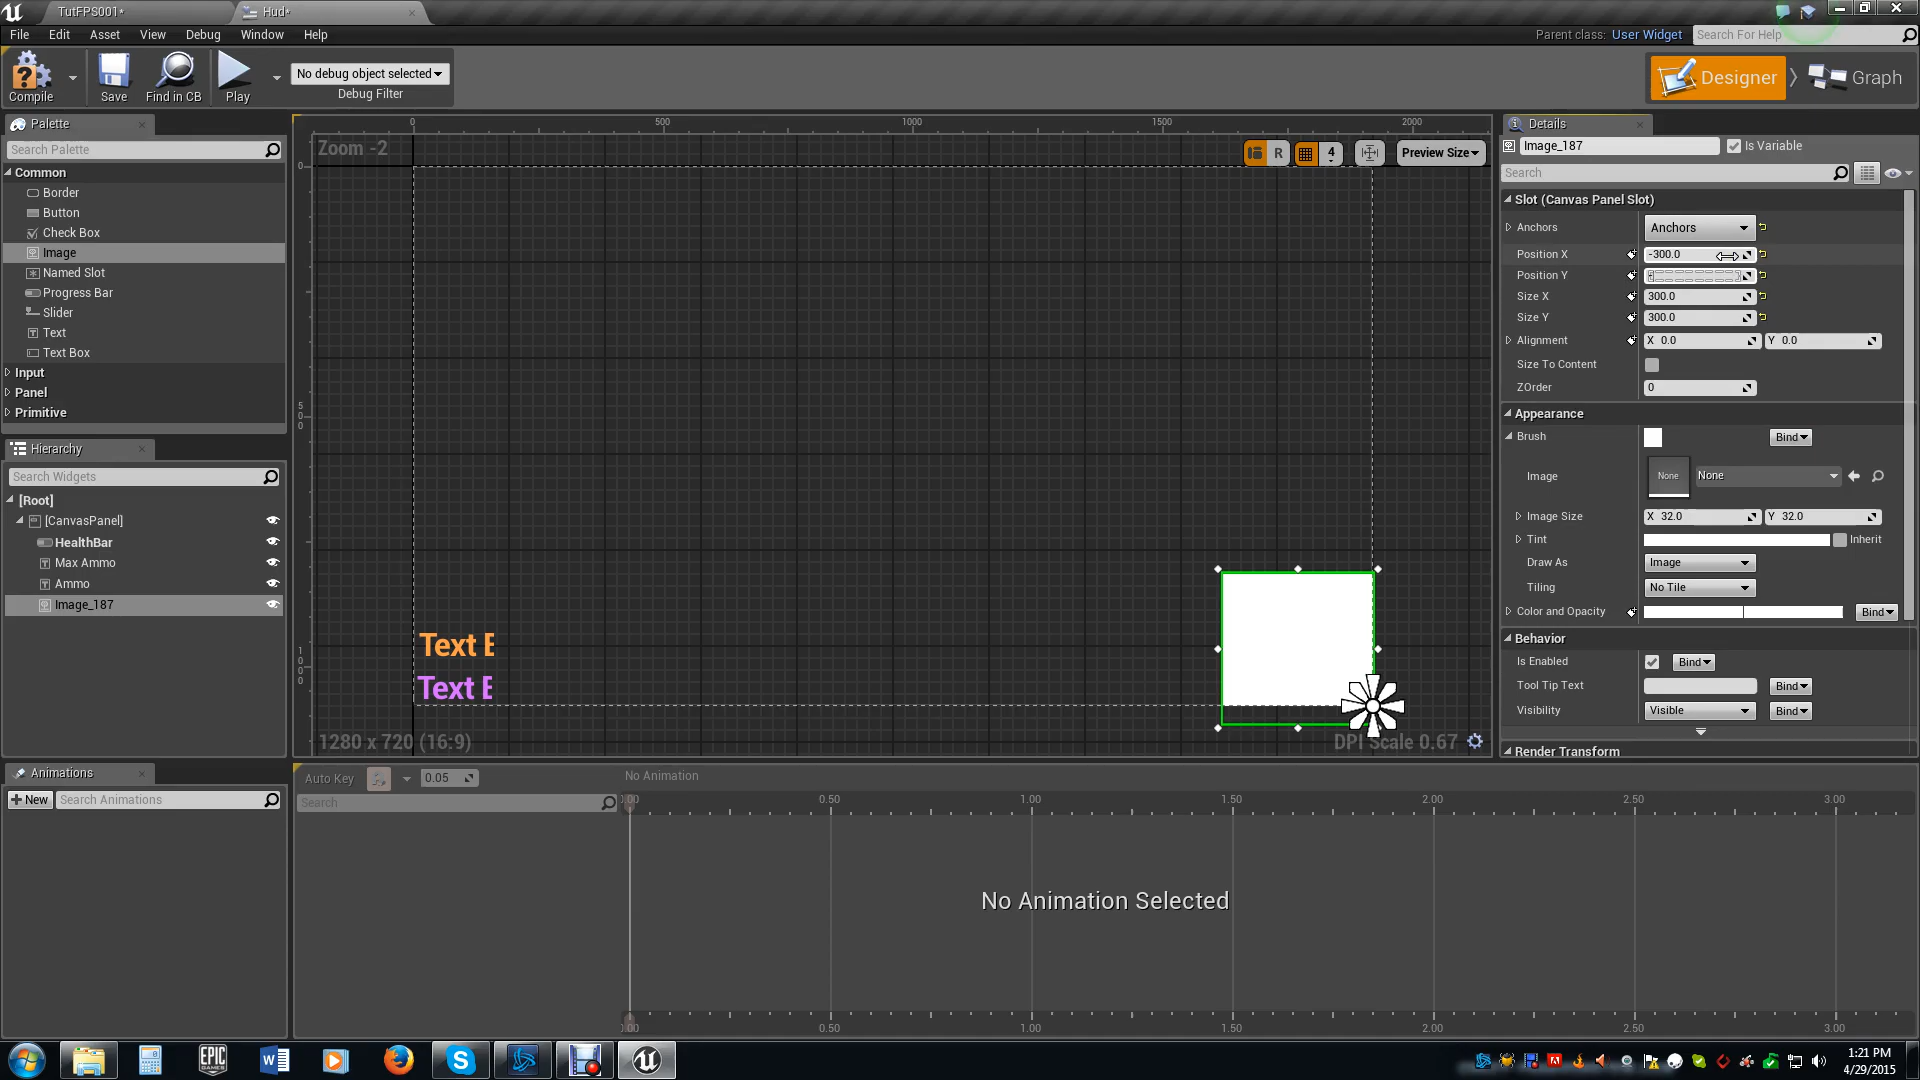 TutFPS001*
Hud*
File Edit Asset View Debug Window Help
Parent class: User Widget
Search For Help
Compile
Save
Find in CB
Play
No debug object selected
Debug Filter
Designer
Graph
Palette
Search Palette
Common
Border
Button
Check Box
Image
Named Slot
Progress Bar
Slider
Text
Text Box
Input
Panel
Primitive
Hierarchy
Search Widgets
[Root]
[CanvasPanel]
HealthBar
Max Ammo
Ammo
Image_187
Animations
New
Search Animations
0 500 1000 1500 2000
Zoom -2
R
4
Preview Size
0
500
1000
Text B
Text B
1280 x 720 (16:9)
DPI Scale 0.67
Details
Image_187
Is Variable
Search
Slot (Canvas Panel Slot)
Anchors Anchors
Position X -300.0
Position Y
Size X 300.0
Size Y 300.0
Alignment X 0.0 Y 0.0
Size To Content
ZOrder 0
Appearance
Brush Bind
Image None None
Image Size X 32.0 Y 32.0
Tint Inherit
Draw As Image
Tiling No Tile
Color and Opacity Bind
Behavior
Is Enabled Bind
Tool Tip Text Bind
Visibility Visible Bind
Render Transform
Auto Key
0.05
No Animation
Search
0.00 0.50 1.00 1.50 2.00 2.50 3.00
No Animation Selected
0.00 0.50 1.00 1.50 2.00 2.50 3.00
EPIC GAMES
1:21 PM
4/29/2015